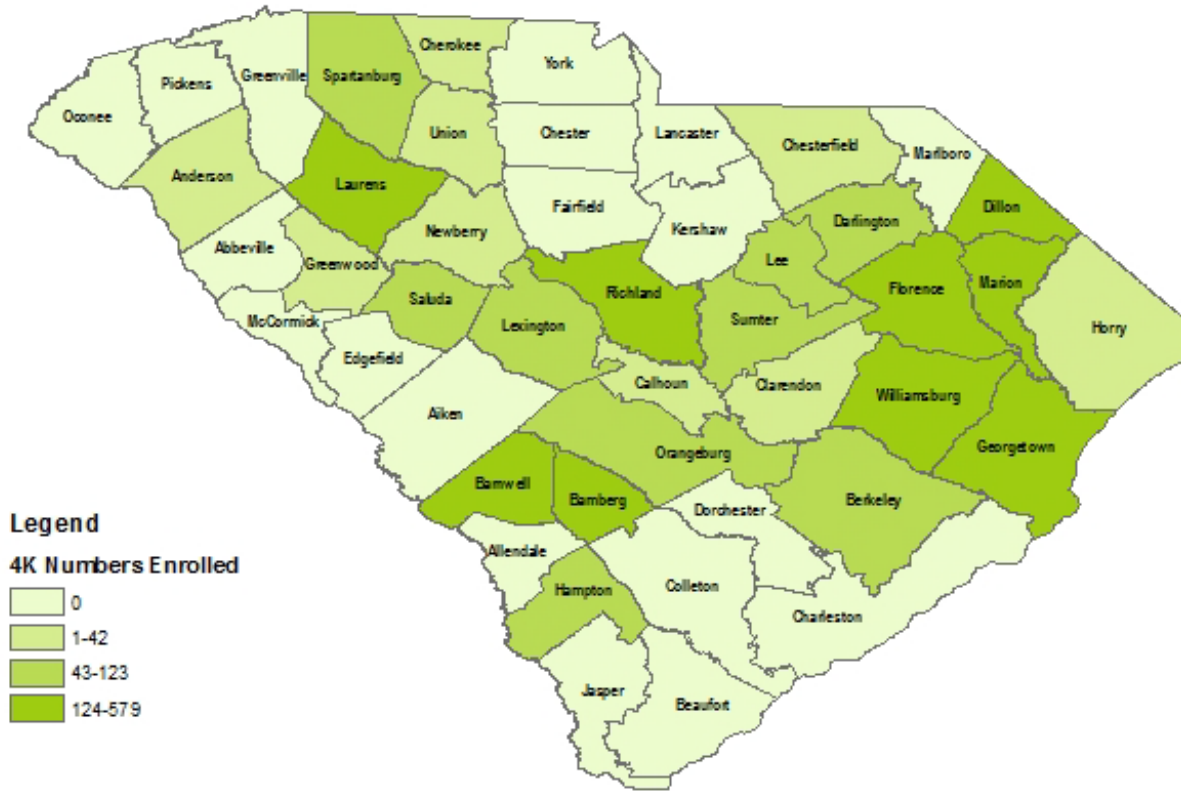 Cherokee
York
Greenville
Spartanburg
Pickens
Oconee
Union
Chester
Lancaster
Chesterfield
Marlboro
Anderson
Laurens
Fairfield
Dillon
Newberry
Kershaw
Darlington
Abbeville
Greenwood
Lee
Marion
Saluda
Richland
Florence
McCormick
Lexington
Sumter
Horry
Edgefield
Calhoun
Clarendon
Williamsburg
Aiken
Orangeburg
Georgetown
Barnwell
Bamberg
Berkeley
Dorchester
Legend
Allendale
4K Numbers Enrolled
Hampton
Colleton
0
Charleston
1-42
43-123
Jasper
Beaufort
124-579